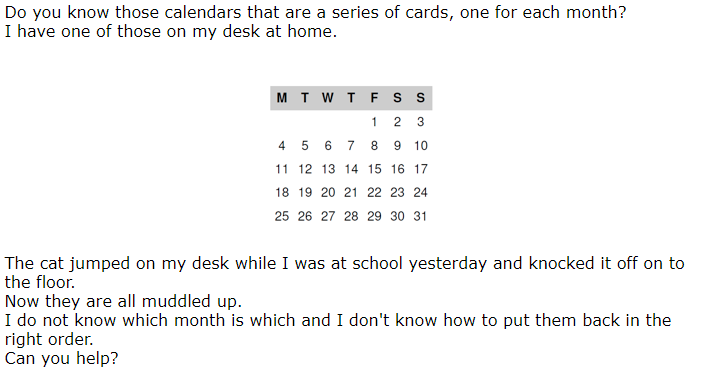 Do you know those calendars that are a series of cards, one for each month?
I have one of those on my desk at home.
M T W T F S S
1 2 3
4 5 6 7 8 9 10
11 12 13 14 15 16 17
18 19 20 21 22 23 24
25 26 27 28 29 30 31
The cat jumped on my desk while I was at school yesterday and knocked it off on to
the floor.
Now they are all muddled up.
I do not know which month is which and I don't know how to put them back in the
right order.
Can you help?